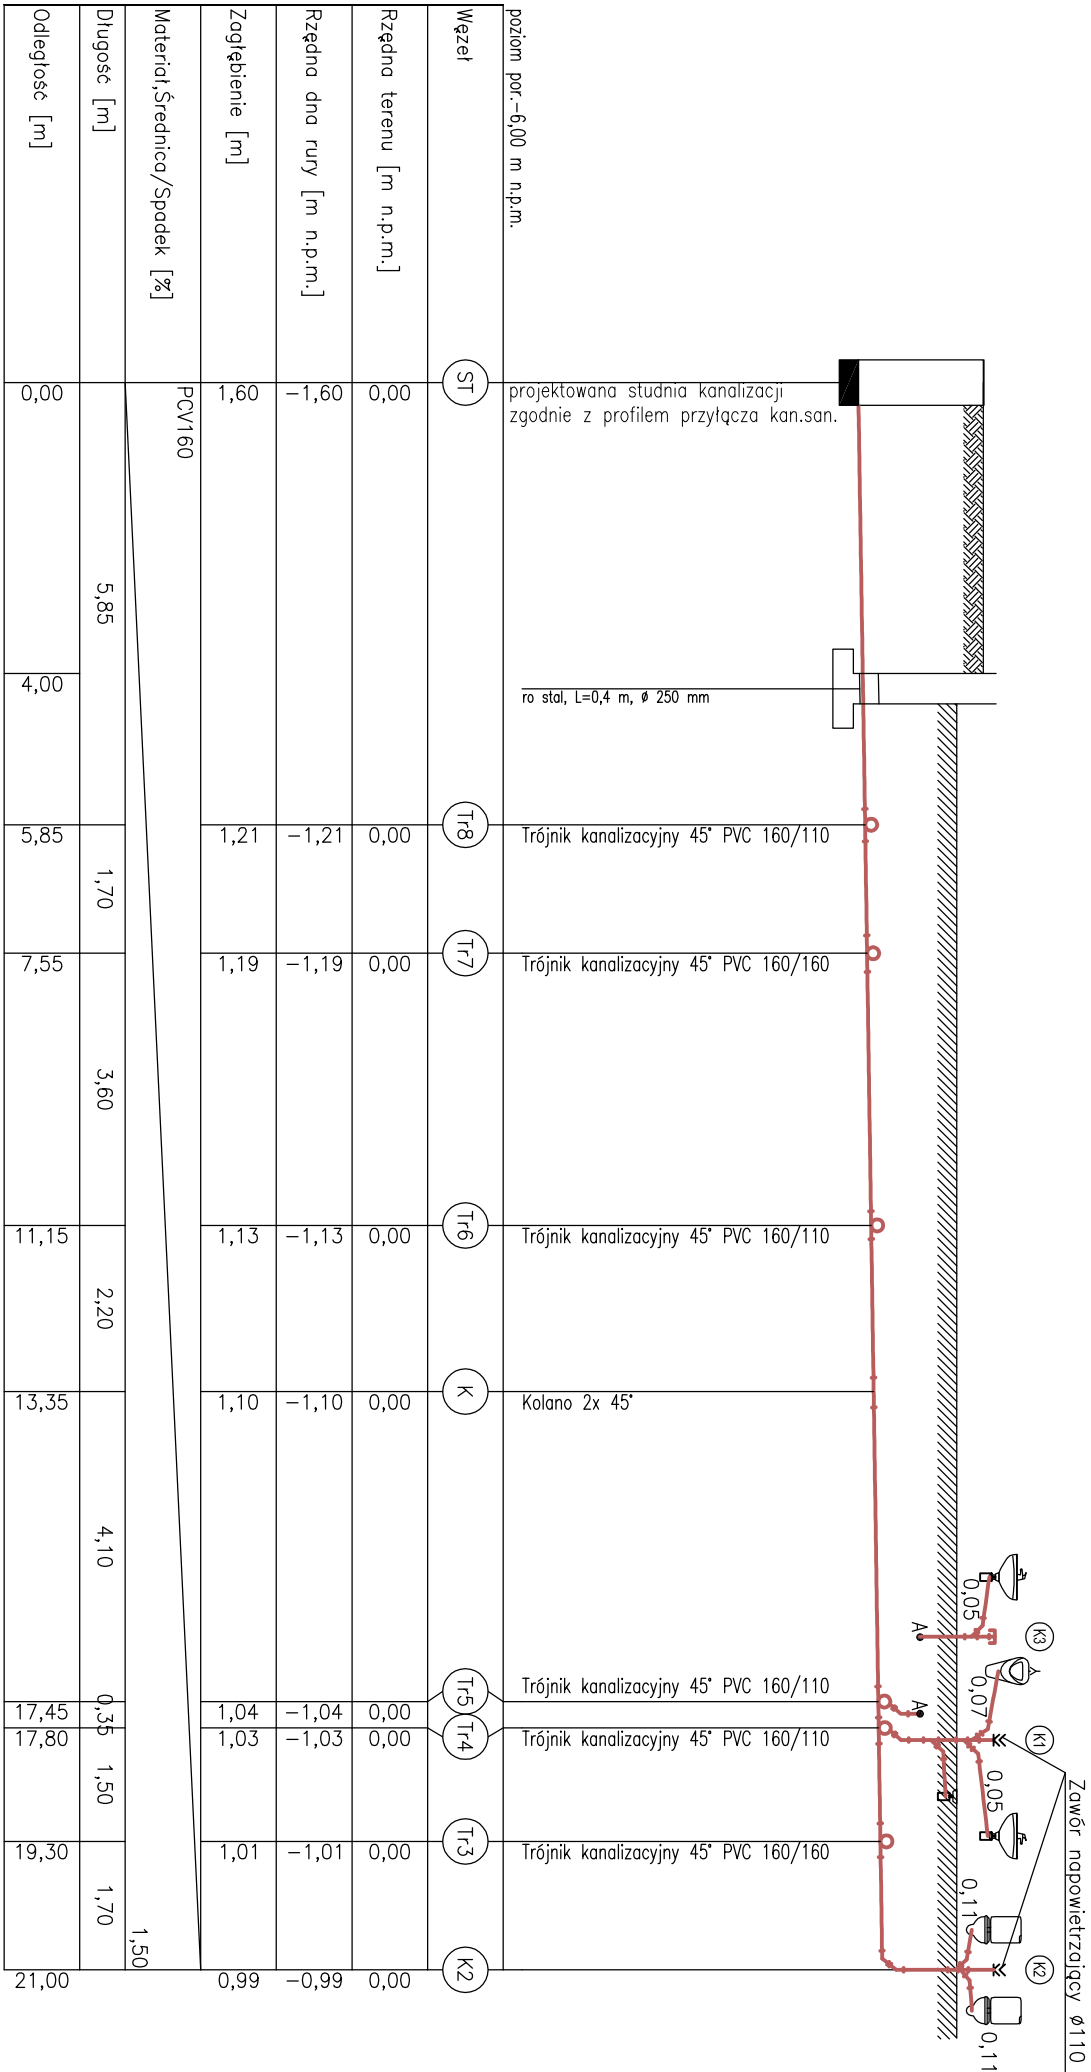 Zawór napowietrzający ø110
K3
K1
K2
0,05
0,07
0,05
0,11
0,11
A
A
projektowana studnia kanalizacji
zgodnie z profilem przyłącza kan.san.
ro stal, L=0,4 m, ø 250 mm
Trójnik kanalizacyjny 45° PVC 160/110
Trójnik kanalizacyjny 45° PVC 160/160
Trójnik kanalizacyjny 45° PVC 160/110
Kolano 2x 45°
Trójnik kanalizacyjny 45° PVC 160/110
Trójnik kanalizacyjny 45° PVC 160/110
Trójnik kanalizacyjny 45° PVC 160/160
poziom por.-6,00 m n.p.m.
Węzeł ST Tr8 Tr7 Tr6 K Tr5 Tr4 Tr3 K2
Rzędna terenu [m n.p.m.] 0,00 0,00 0,00 0,00 0,00 0,00 0,00 0,00 0,00
Rzędna dna rury [m n.p.m.] -1,60 -1,21 -1,19 -1,13 -1,10 -1,04 -1,03 -1,01 -0,99
Zagłębienie [m] 1,60 1,21 1,19 1,13 1,10 1,04 1,03 1,01 0,99
Materiał,Średnica/Spadek [%] PCV160 1,50
Długość [m] 5,85 1,70 3,60 2,20 4,10 0,35 1,50 1,70
Odległość [m] 0,00 4,00 5,85 7,55 11,15 13,35 17,45 17,80 19,30 21,00